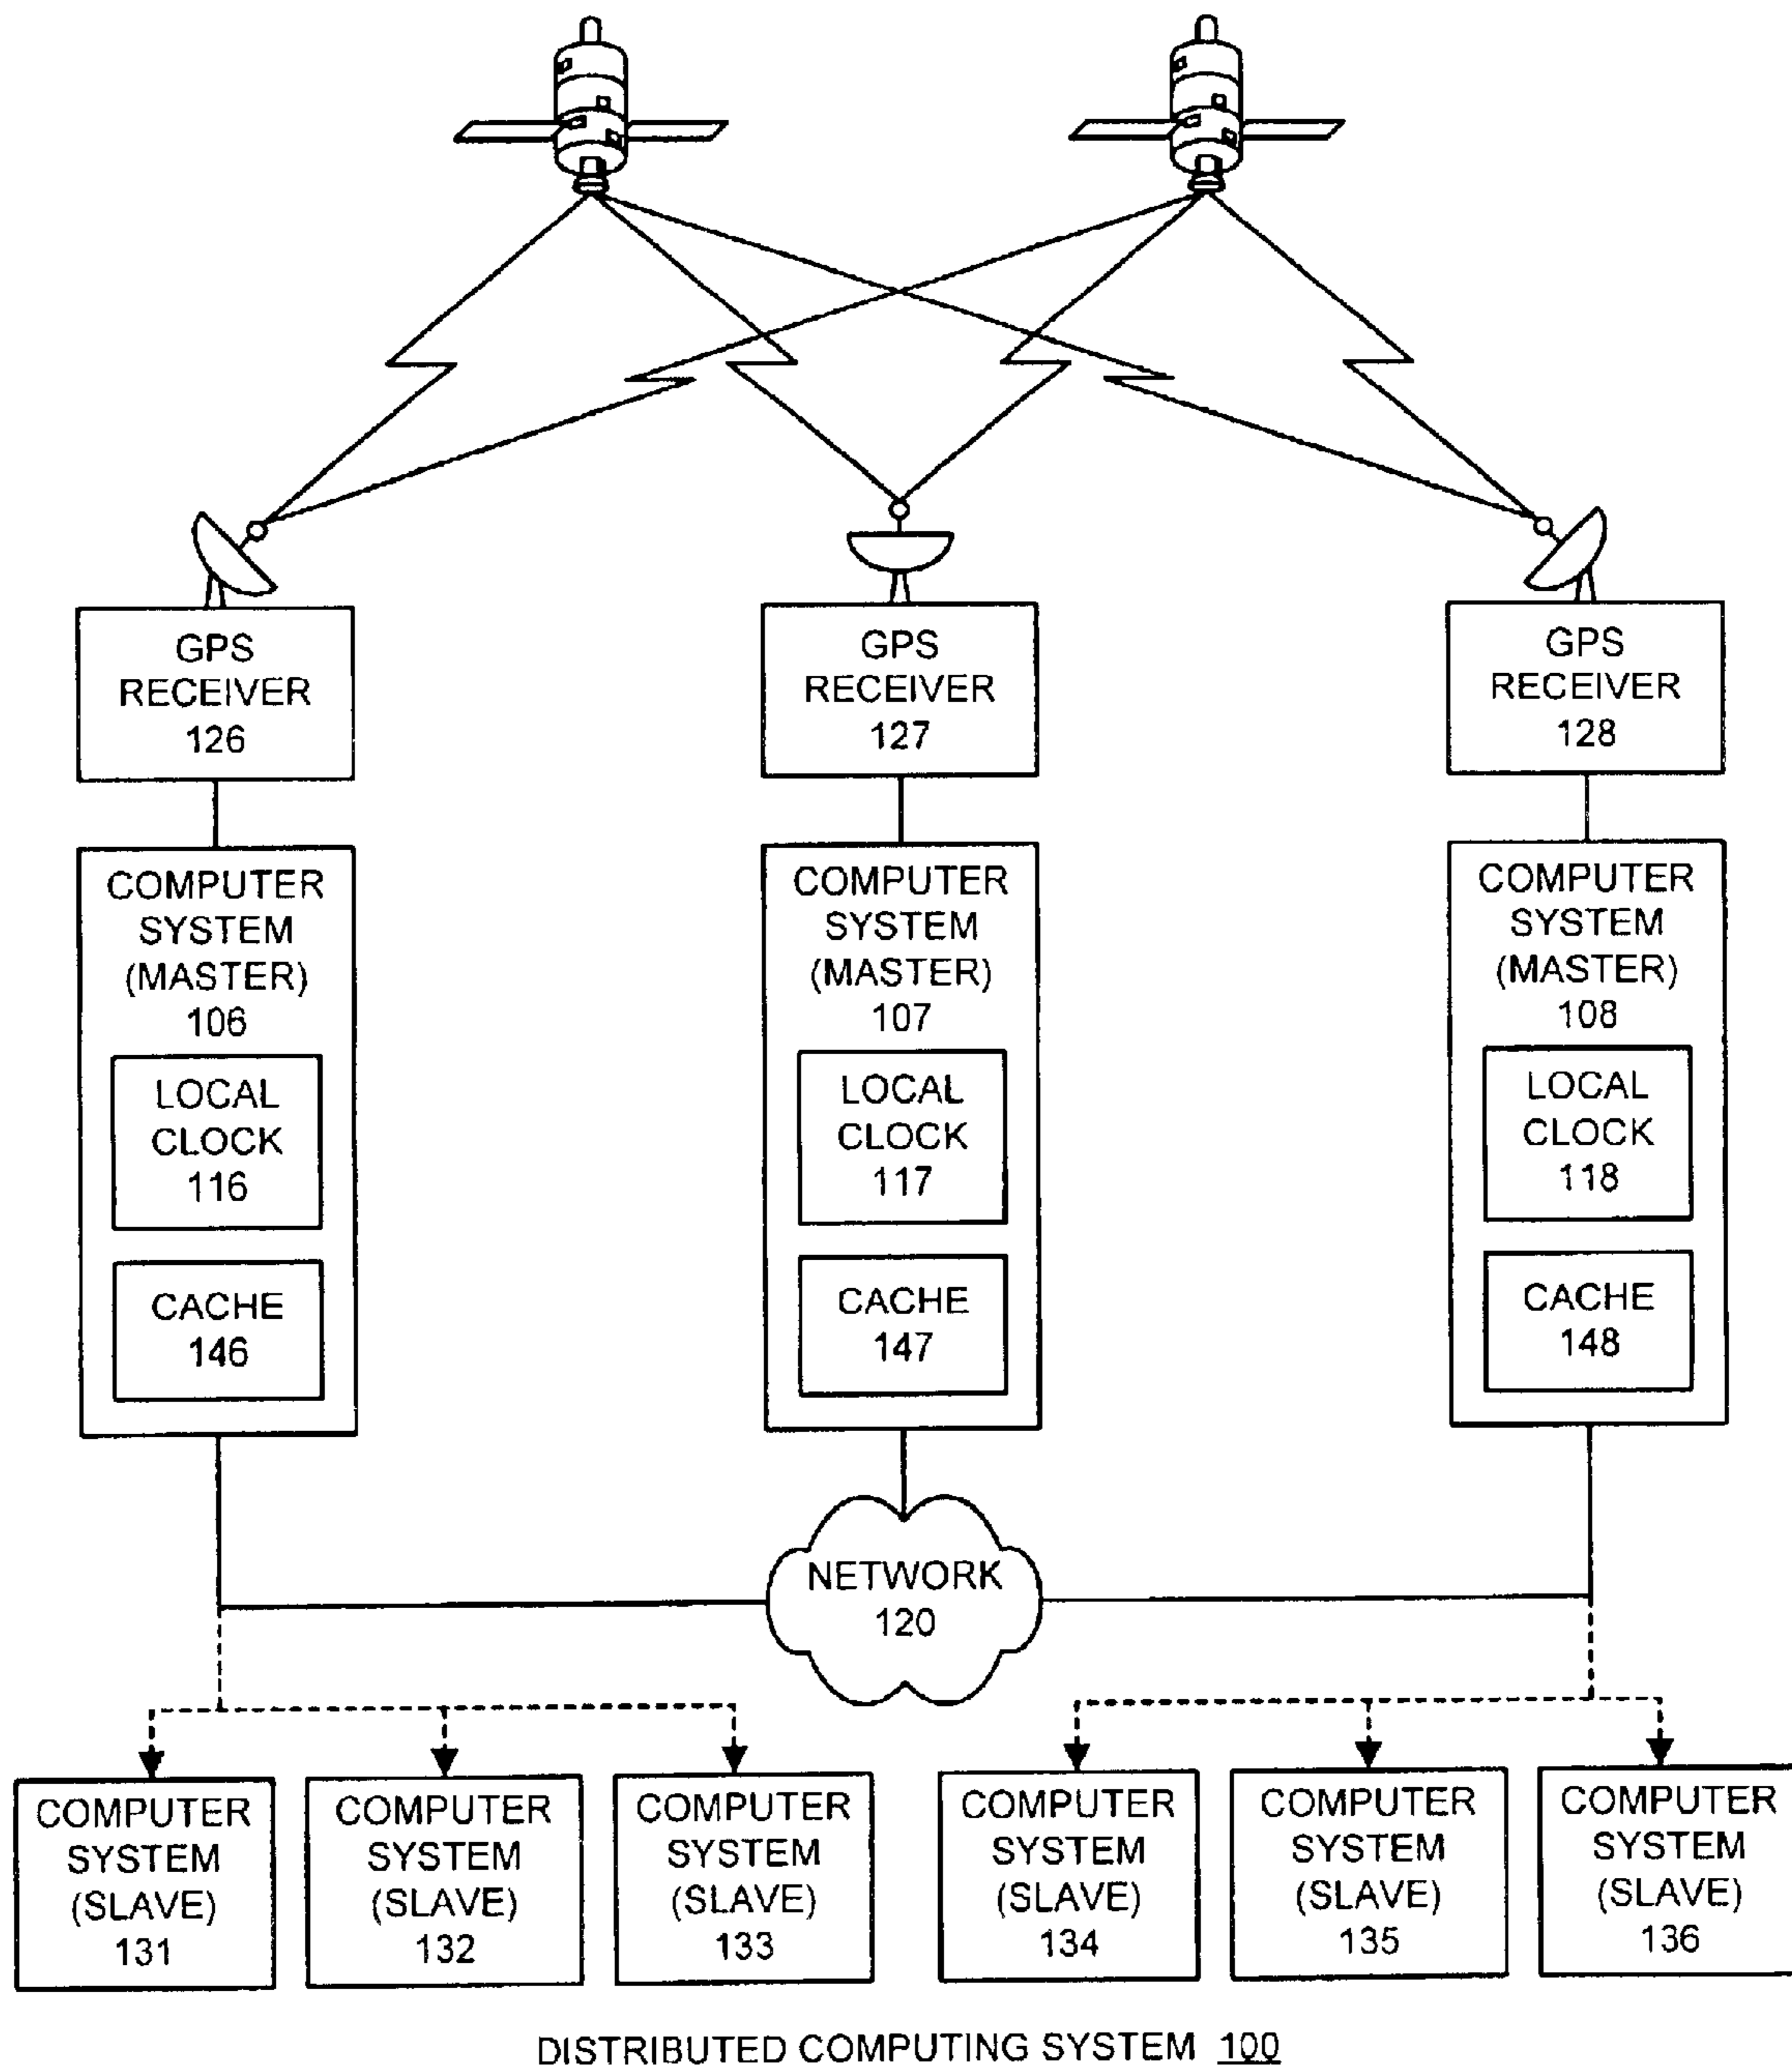 GPS
RECEIVER
126
GPS
RECEIVER
127
GPS
RECEIVER
128
COMPUTER
SYSTEM
(MASTER)
106
LOCAL
CLOCK
116
CACHE
146
COMPUTER
SYSTEM
(MASTER)
107
LOCAL
CLOCK
117
CACHE
147
COMPUTER
SYSTEM
(MASTER)
108
LOCAL
CLOCK
118
CACHE
148
NETWORK
120
COMPUTER
SYSTEM
(SLAVE)
131
COMPUTER
SYSTEM
(SLAVE)
132
COMPUTER
SYSTEM
(SLAVE)
133
COMPUTER
SYSTEM
(SLAVE)
134
COMPUTER
SYSTEM
(SLAVE)
135
COMPUTER
SYSTEM
(SLAVE)
136
DISTRIBUTED COMPUTING SYSTEM 100